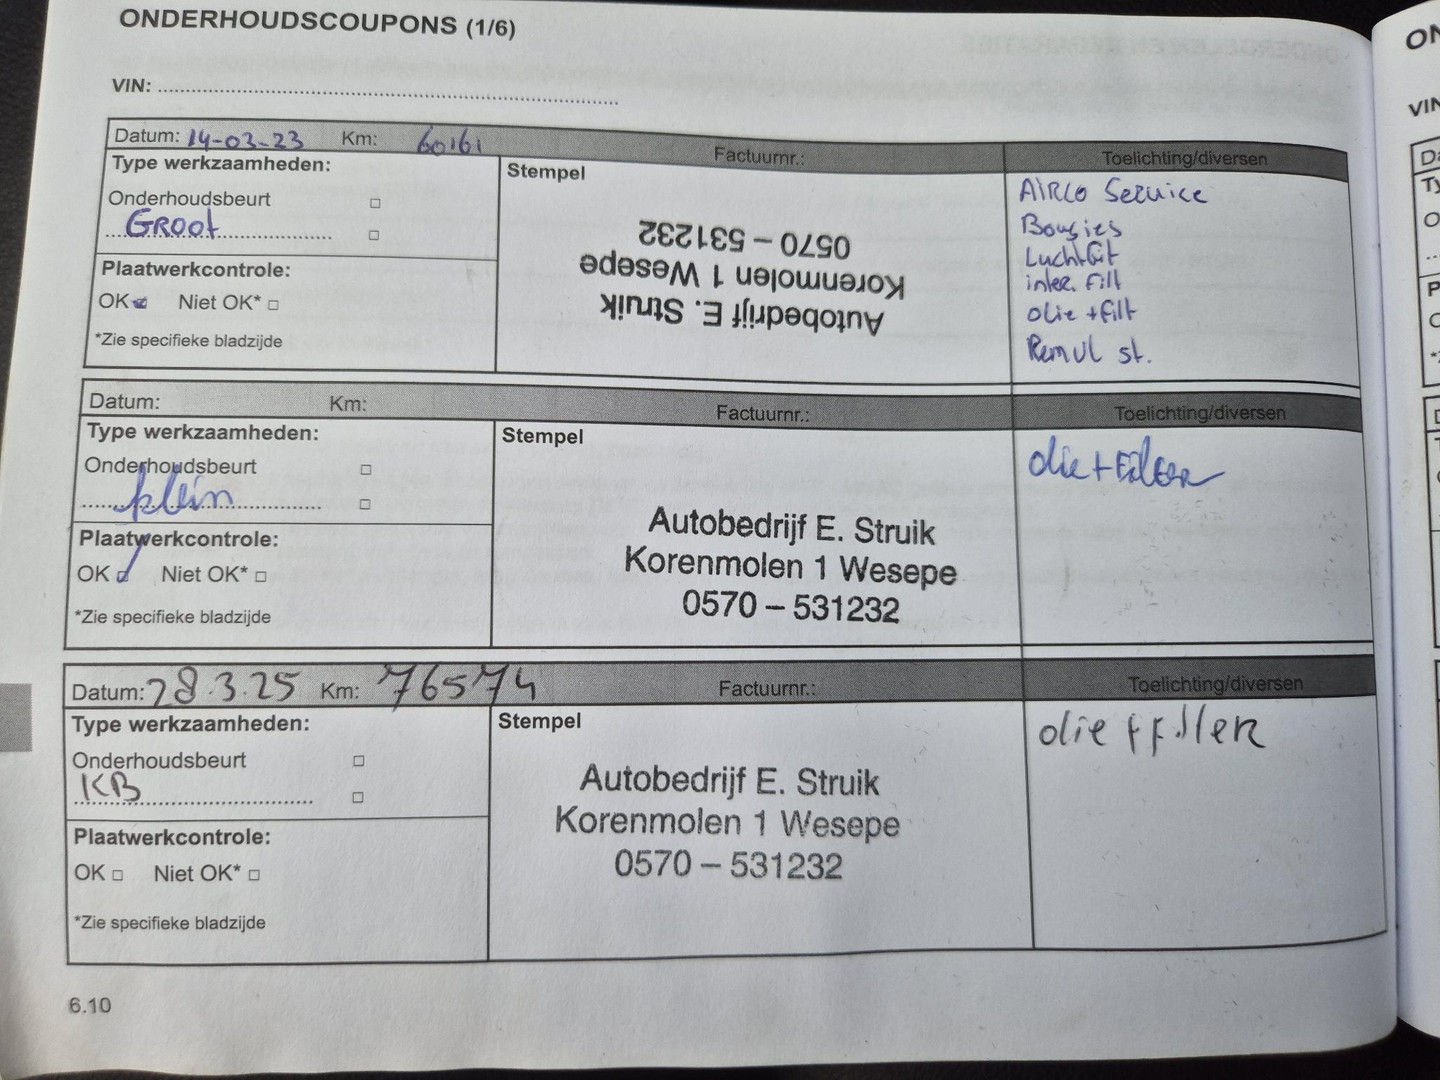 ONDERHOUDSCOUPONS (1/6)
VIN:
Datum: 14-03-23 Km: 60161 Factuurnr.: Toelichting/diversen
Type werkzaamheden:
Onderhoudsbeurt
Groot
Plaatwerkcontrole:
OK Niet OK*
*Zie specifieke bladzijde
Stempel
Autobedrijf E. Struik
Korenmolen 1 Wesepe
0570 – 531232
AIRCO Service
Bougies
Luchtfilt
inter. Filt
olie + filt
Remvl st.
Datum: Km: Factuurnr.: Toelichting/diversen
Type werkzaamheden:
Onderhoudsbeurt
klein
Plaatwerkcontrole:
OK Niet OK*
*Zie specifieke bladzijde
Stempel
Autobedrijf E. Struik
Korenmolen 1 Wesepe
0570 – 531232
olie + Filter
Datum: 28.3.25 Km: 76574 Factuurnr.: Toelichting/diversen
Type werkzaamheden:
Onderhoudsbeurt
KB
Plaatwerkcontrole:
OK Niet OK*
*Zie specifieke bladzijde
Stempel
Autobedrijf E. Struik
Korenmolen 1 Wesepe
0570 – 531232
olie + filter
6.10